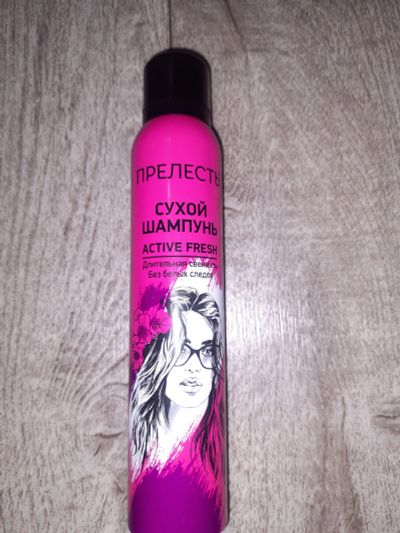 ПРЕЛЕСТЬ
СУХОЙ
ШАМПУНЬ
ACTIVE FRESH
Длительная свежесть
Без белых следов